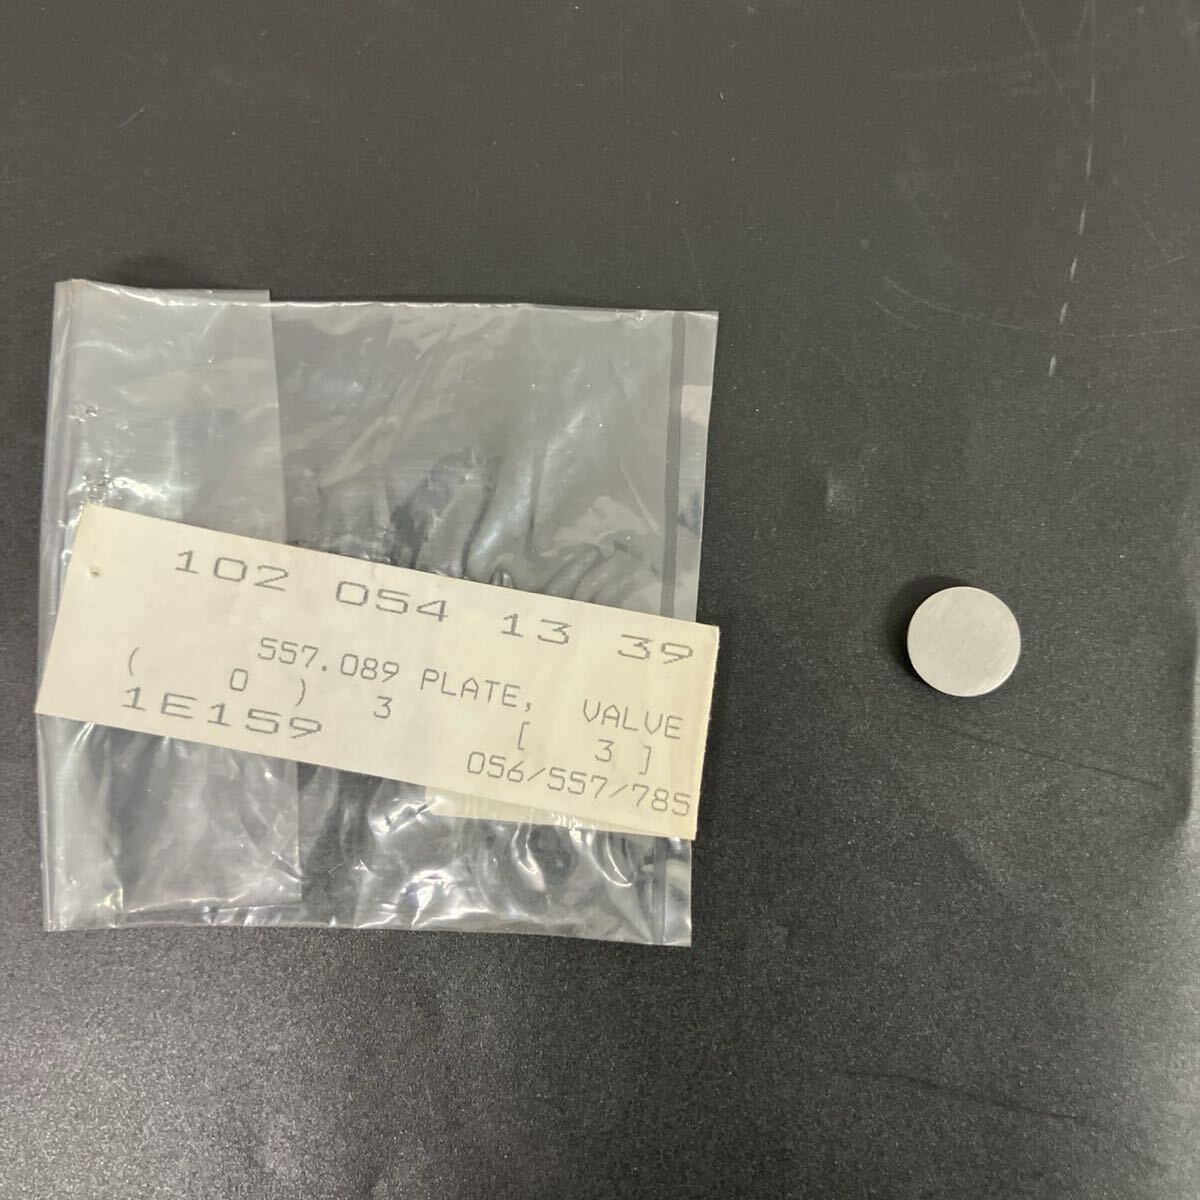 102 054 13 39
557.089 PLATE, VALVE
( 0 ) 3 [ 3 ]
1E159 056/557/785